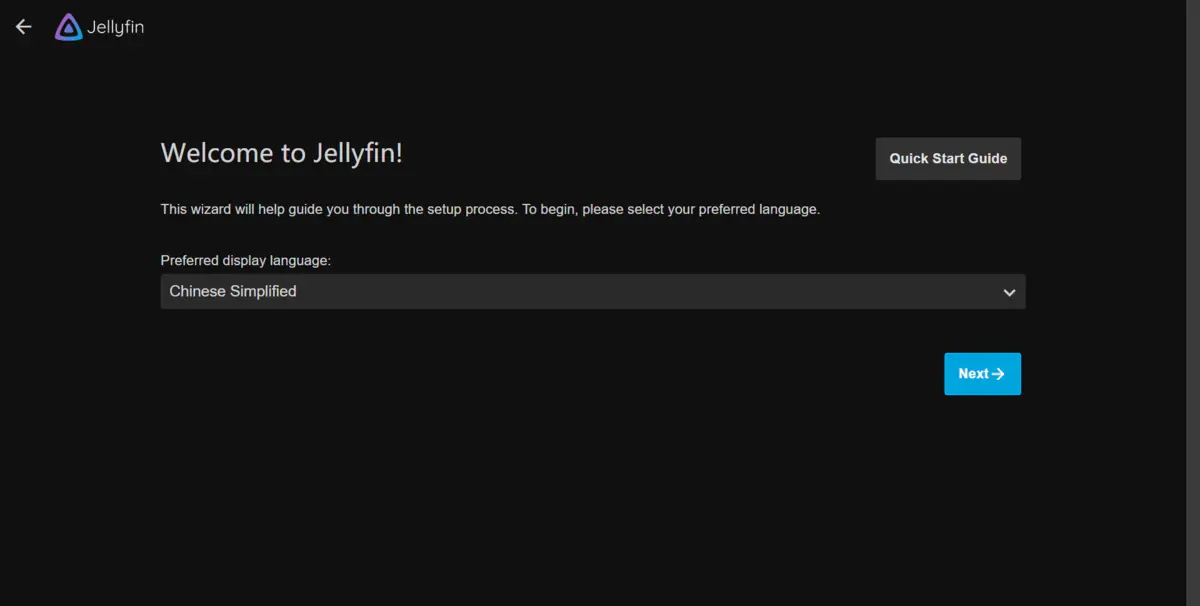 Jellyfin
Welcome to Jellyfin!
Quick Start Guide
This wizard will help guide you through the setup process. To begin, please select your preferred language.
Preferred display language:
Chinese Simplified
Next